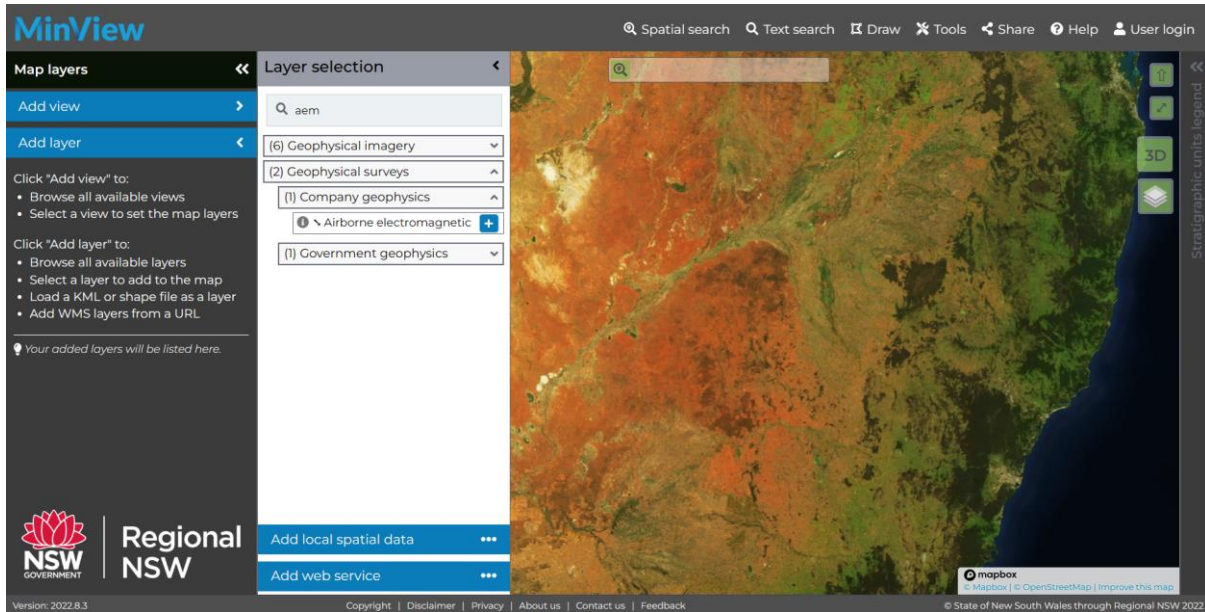 MinView
Spatial search
Text search
Draw
Tools
Share
Help
User login
Map layers
Add view
Add layer
Click "Add view" to:
• Browse all available views
• Select a view to set the map layers
Click "Add layer" to:
• Browse all available layers
• Select a layer to add to the map
• Load a KML or shape file as a layer
• Add WMS layers from a URL
Your added layers will be listed here.
NSW
GOVERNMENT
Regional
NSW
Layer selection
aem
(6) Geophysical imagery
(2) Geophysical surveys
(1) Company geophysics
Airborne electromagnetic
(1) Government geophysics
Add local spatial data
Add web service
3D
Stratigraphic units legend
mapbox
© Mapbox | © OpenStreetMap | Improve this map
Version: 2022.8.3
Copyright | Disclaimer | Privacy | About us | Contact us | Feedback
© State of New South Wales through Regional NSW 2022